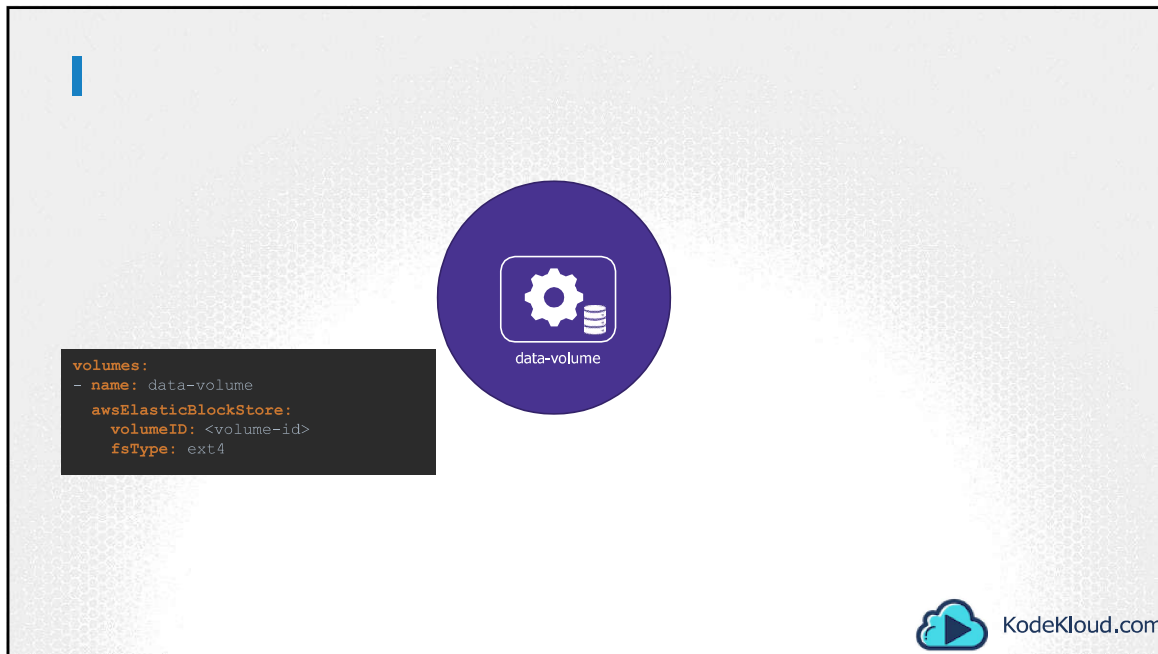 data-volume
volumes:
- name: data-volume
  awsElasticBlockStore:
    volumeID: <volume-id>
    fsType: ext4
KodeKloud.com